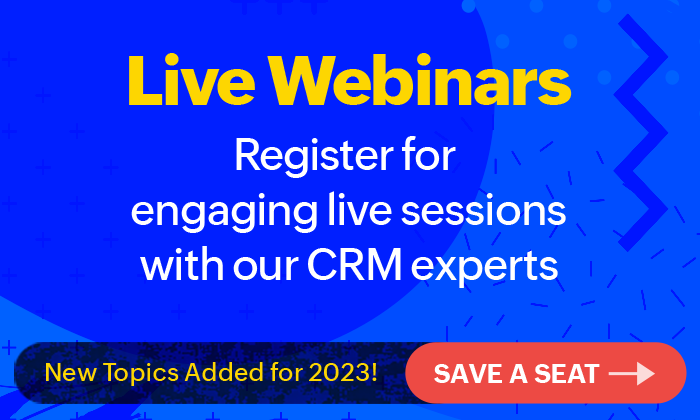 Live Webinars
Register for
engaging live sessions
with our CRM experts
New Topics Added for 2023!
SAVE A SEAT